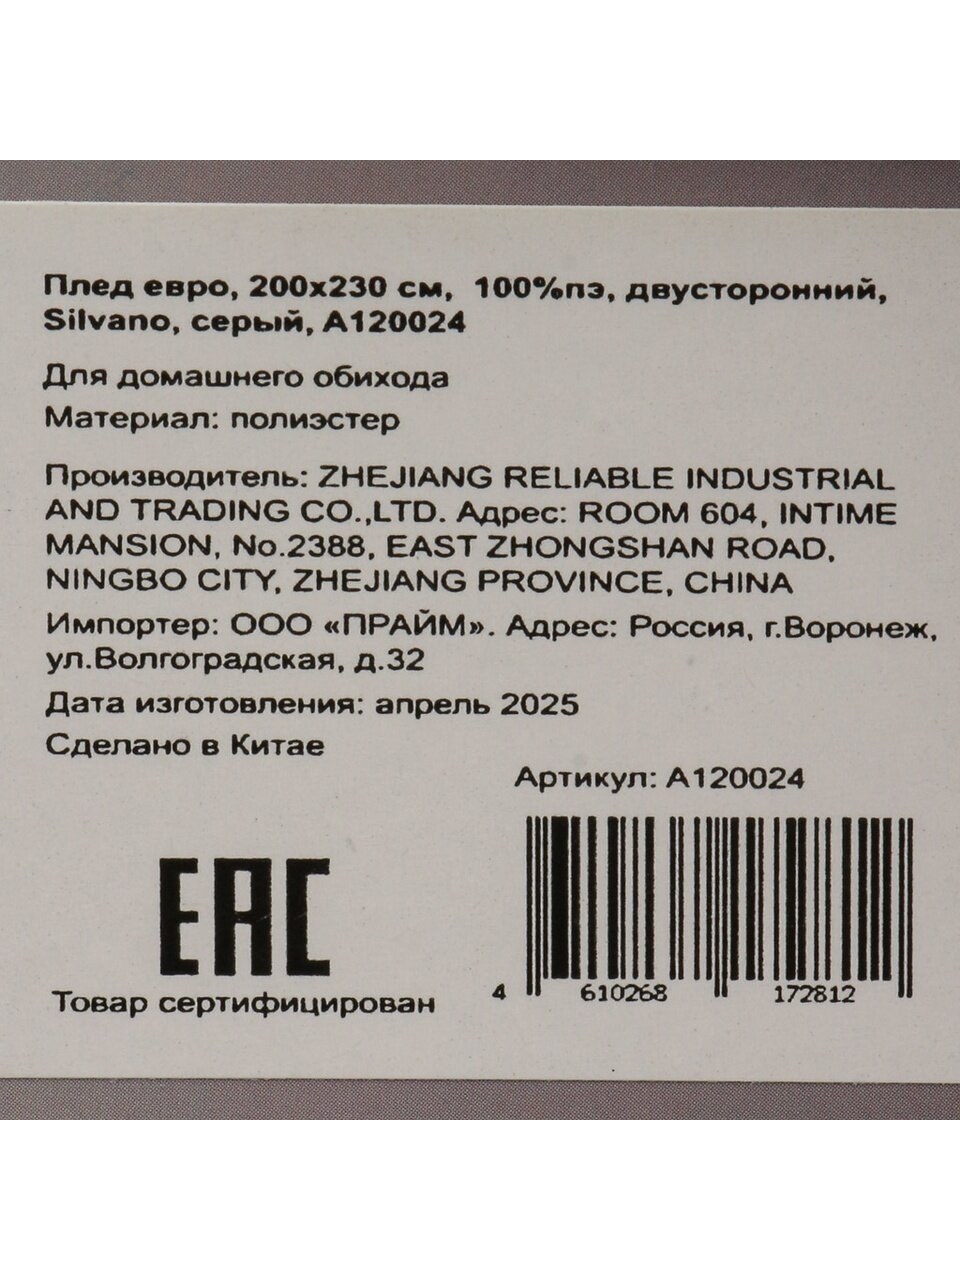 Плед евро, 200х230 см, 100%пэ, двусторонний,
Silvano, серый, А120024
Для домашнего обихода
Материал: полиэстер
Производитель: ZHEJIANG RELIABLE INDUSTRIAL
AND TRADING CO.,LTD. Адрес: ROOM 604, INTIME
MANSION, No.2388, EAST ZHONGSHAN ROAD,
NINGBO CITY, ZHEJIANG PROVINCE, CHINA
Импортер: ООО «ПРАЙМ». Адрес: Россия, г.Воронеж,
ул.Волгоградская, д.32
Дата изготовления: апрель 2025
Сделано в Китае
Артикул: А120024
EAC
Товар сертифицирован
4 610268 172812